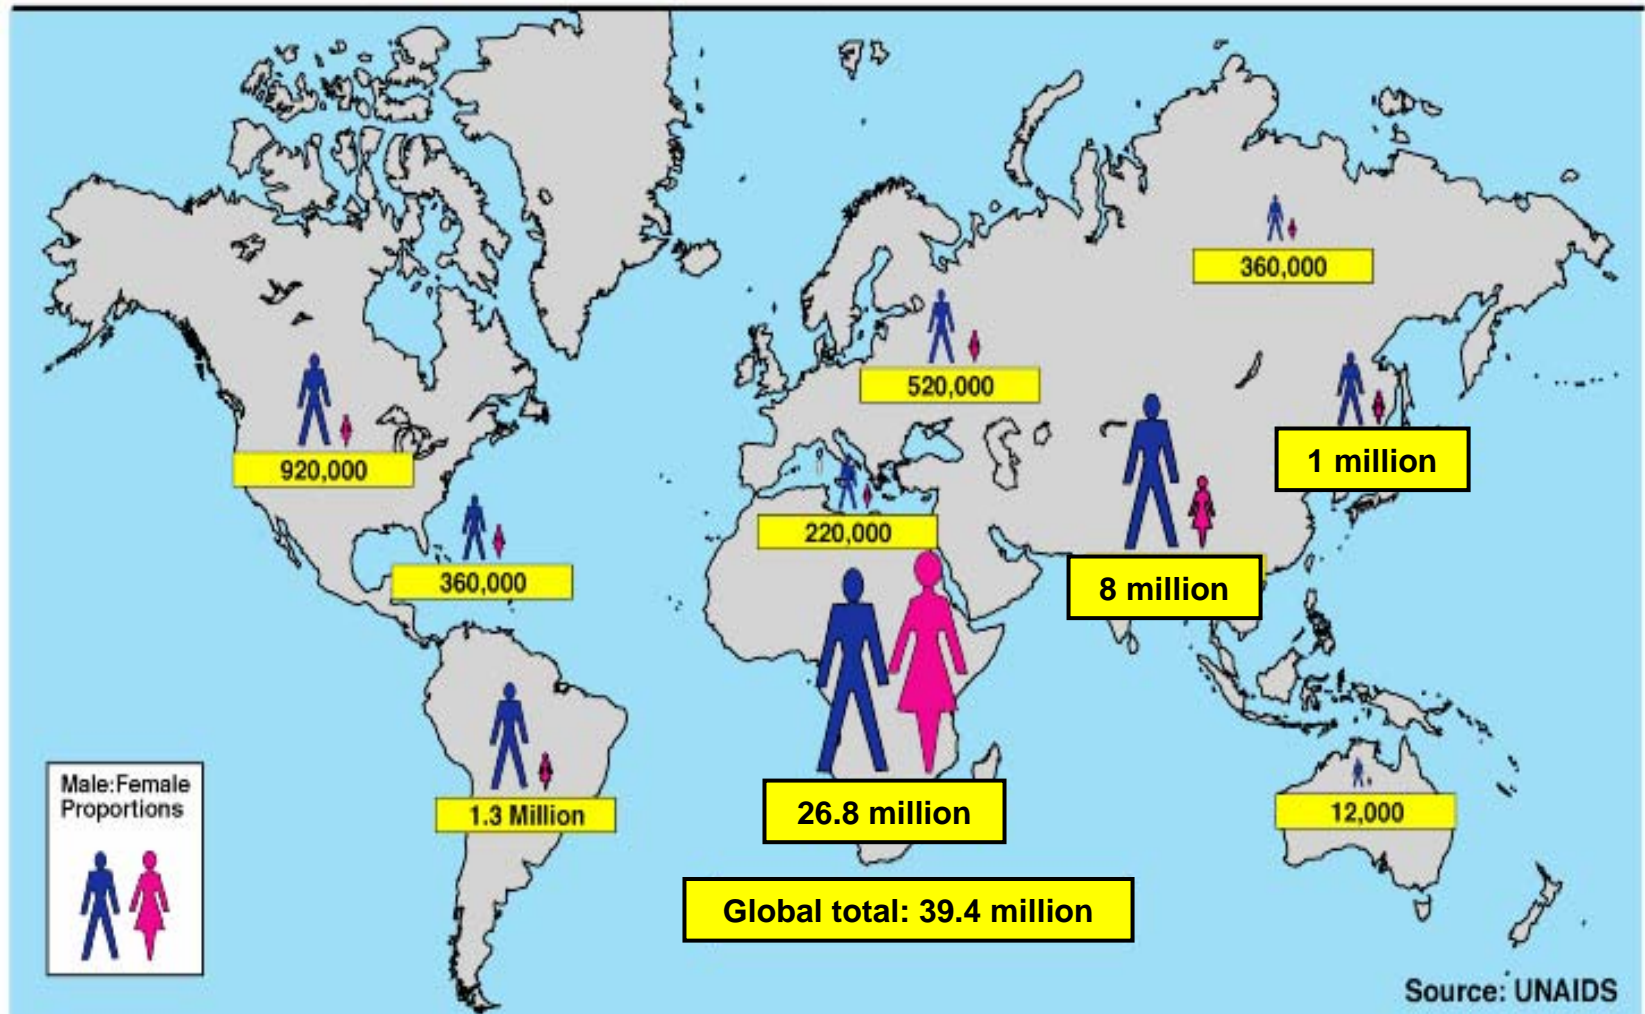 360,000
520,000
920,000
1 million
220,000
360,000
8 million
1.3 Million
26.8 million
12,000
Global total: 39.4 million
Male:Female
Proportions
Source: UNAIDS